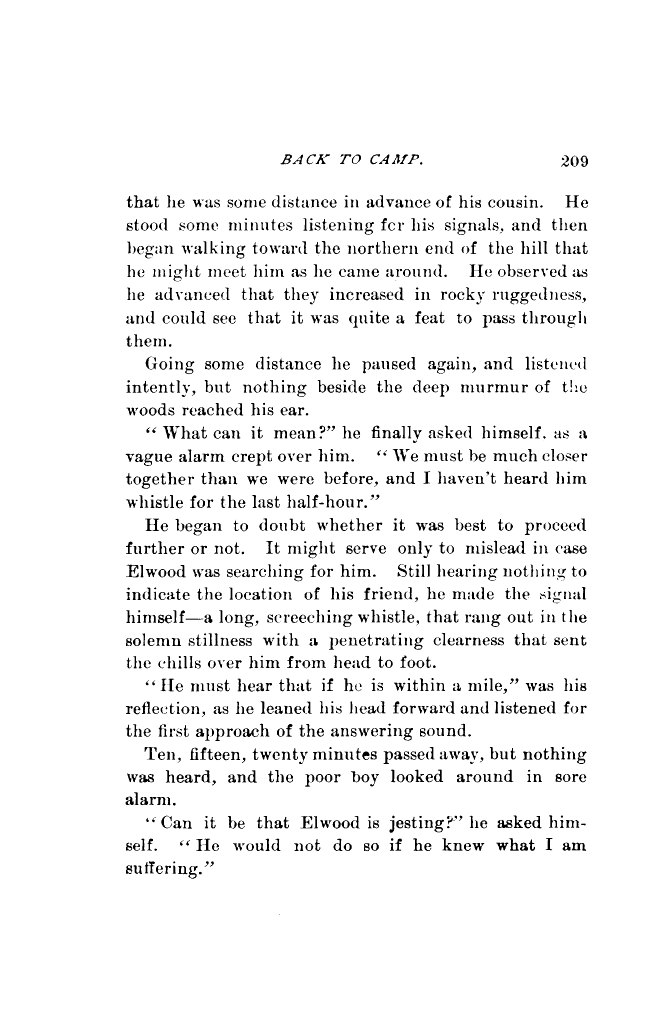 BACK TO CAMP. 209
that he was some distance in advance of his cousin. He
stood some minutes listening for his signals, and then
began walking toward the northern end of the hill that
he might meet him as he came around. He observed as
he advanced that they increased in rocky ruggedness,
and could see that it was quite a feat to pass through
them.
Going some distance he paused again, and listened
intently, but nothing beside the deep murmur of the
woods reached his ear.
“ What can it mean?” he finally asked himself. as a
vague alarm crept over him. “ We must be much closer
together than we were before, and I haven't heard him
whistle for the last half-hour.”
He began to doubt whether it was best to proceed
further or not. It might serve only to mislead in case
Elwood was searching for him. Still hearing nothing to
indicate the location of his friend, he made the signal
himself—a long, screeching whistle, that rang out in the
solemn stillness with a penetrating clearness that sent
the chills over him from head to foot.
“ He must hear that if he is within a mile,” was his
reflection, as he leaned his head forward and listened for
the first approach of the answering sound.
Ten, fifteen, twenty minutes passed away, but nothing
was heard, and the poor boy looked around in sore
alarm.
“ Can it be that Elwood is jesting?” he asked him-
self. “ He would not do so if he knew what I am
suffering.”